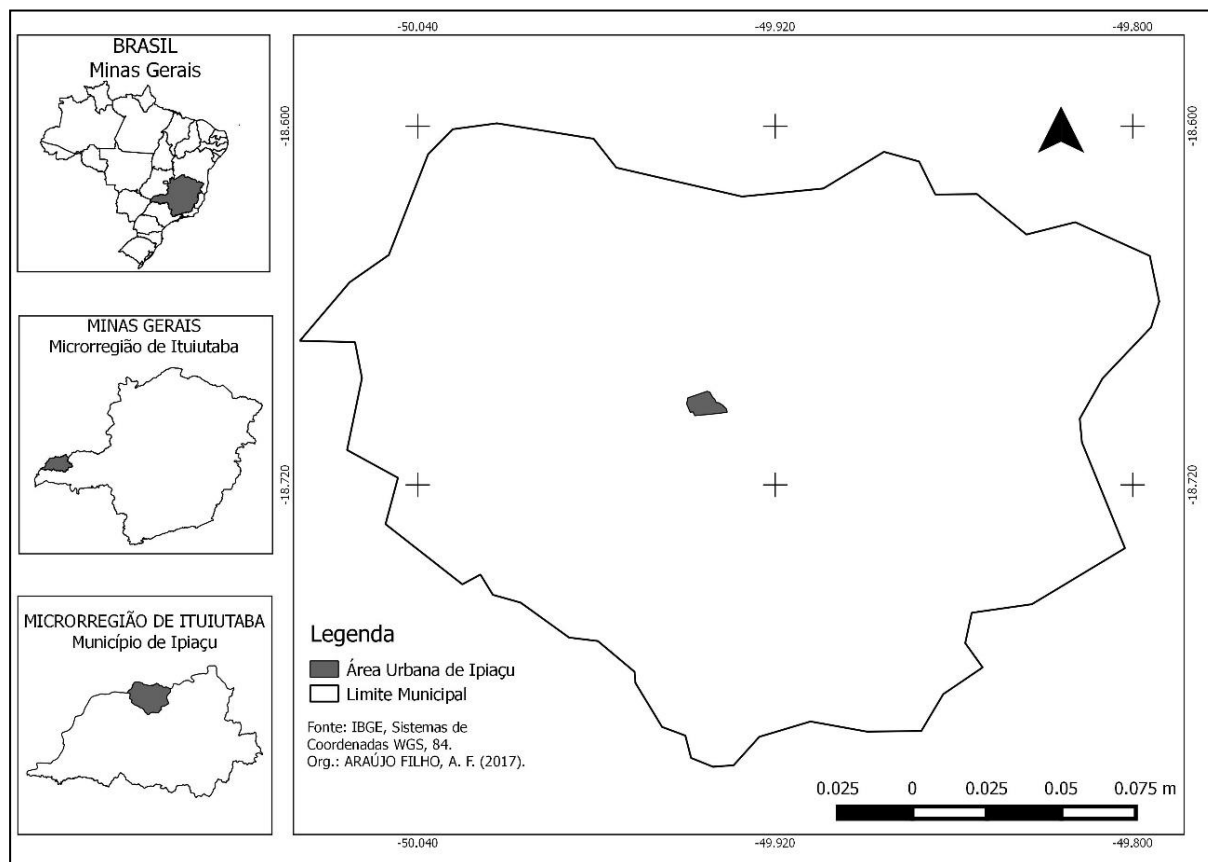 BRASIL
Minas Gerais
MINAS GERAIS
Microrregião de Ituiutaba
MICRORREGIÃO DE ITUIUTABA
Município de Ipiaçu
-50.040 -49.920 -49.800
-18.600 -18.600
-18.720 -18.720
Legenda
Área Urbana de Ipiaçu
Limite Municipal
Fonte: IBGE, Sistemas de
Coordenadas WGS, 84.
Org.: ARAÚJO FILHO, A. F. (2017).
0.025 0 0.025 0.05 0.075 m
-50.040 -49.920 -49.800